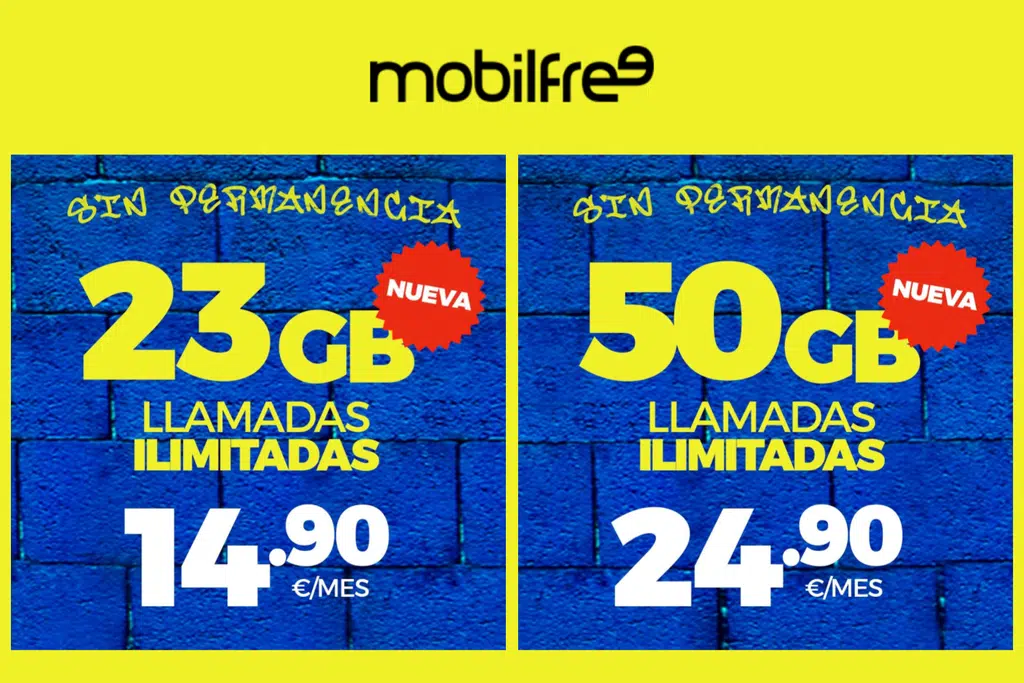 mobilfree
SIN PERMANENCIA
23GB
NUEVA
LLAMADAS
ILIMITADAS
14.90
€/MES
SIN PERMANENCIA
50GB
NUEVA
LLAMADAS
ILIMITADAS
24.90
€/MES